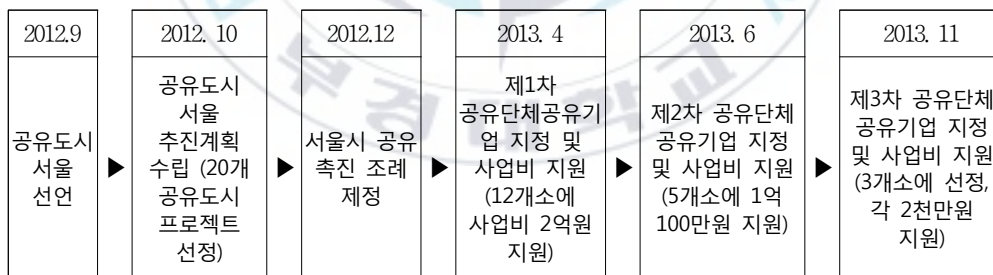 2012.9
공유도시
서울
선언
▶
2012. 10
공유도시
서울
추진계획
수립 (20개
공유도시
프로젝트
선정)
▶
2012.12
서울시 공유
촉진 조례
제정
▶
2013. 4
제1차
공유단체공유기
업 지정 및
사업비 지원
(12개소에
사업비 2억원
지원)
▶
2013. 6
제2차 공유단체
공유기업 지정
및 사업비 지원
(5개소에 1억
100만원 지원)
▶
2013. 11
제3차 공유단체
공유기업 지정
및 사업비 지원
(3개소에 선정,
각 2천만원
지원)
부경대학교